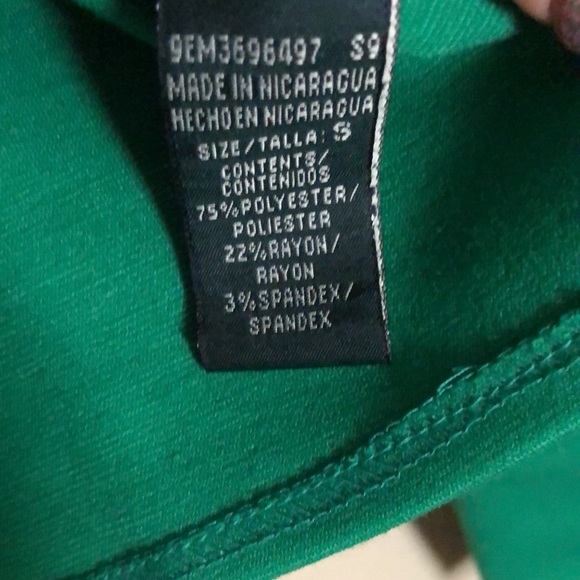 9EM3696497 S9
MADE IN NICARAGUA
HECHO EN NICARAGUA
SIZE/TALLA: S
CONTENTS/
CONTENIDOS
75%POLYESTER/
POLIESTER
22%RAYON/
RAYON
3%SPANDEX/
SPANDEX